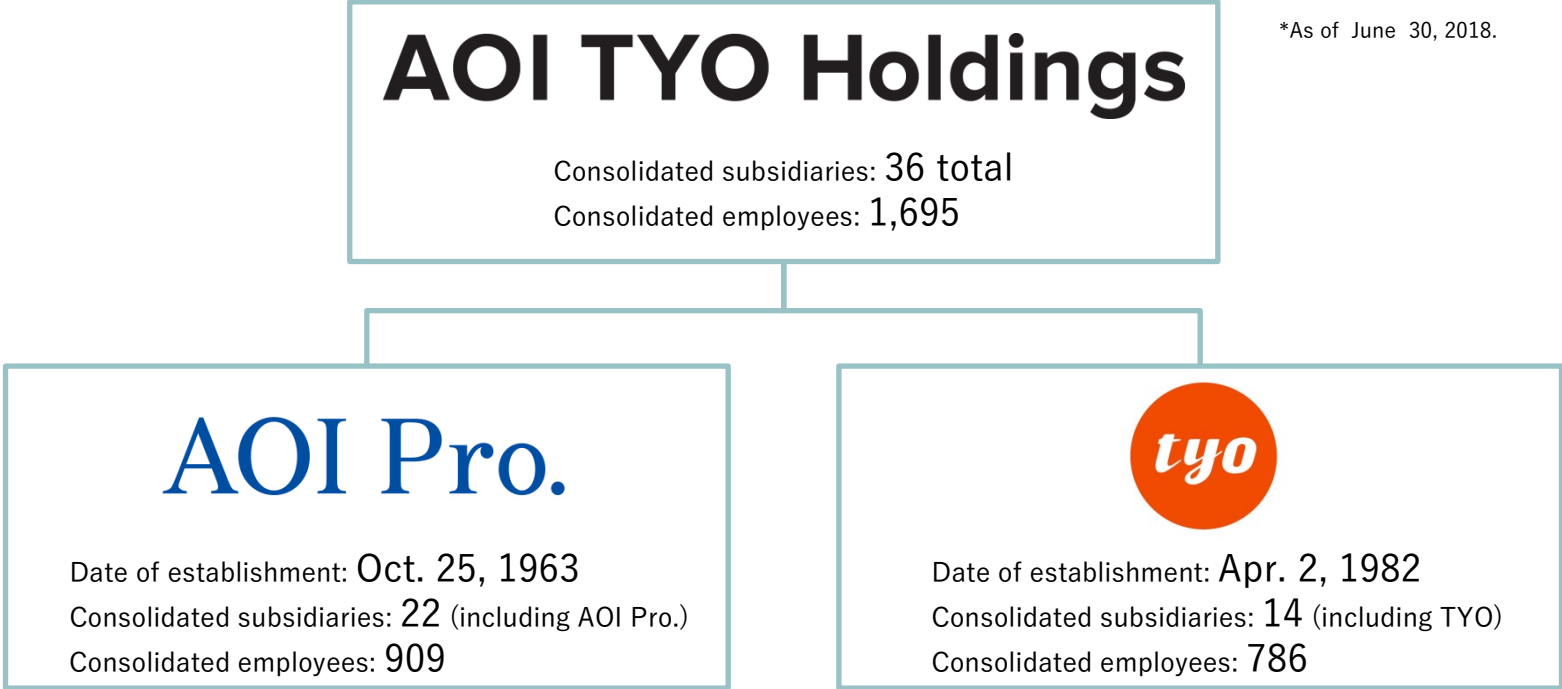 AOI TYO Holdings
*As of June 30, 2018.
Consolidated subsidiaries: 36 total
Consolidated employees: 1,695
AOI Pro.
Date of establishment: Oct. 25, 1963
Consolidated subsidiaries: 22 (including AOI Pro.)
Consolidated employees: 909
tyo
Date of establishment: Apr. 2, 1982
Consolidated subsidiaries: 14 (including TYO)
Consolidated employees: 786